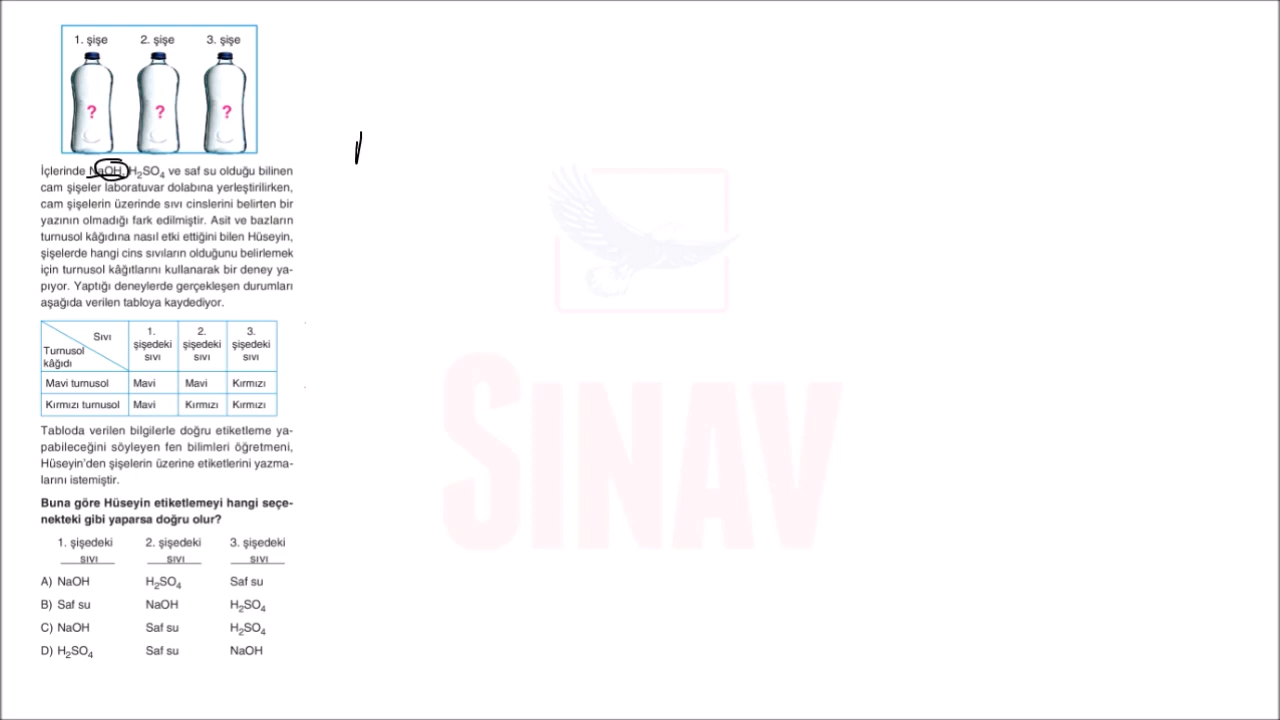 1. şişe 2. şişe 3. şişe
? ? ?
İçlerinde NaOH, H₂SO₄ ve saf su olduğu bilinen
cam şişeler laboratuvar dolabına yerleştirilirken,
cam şişelerin üzerinde sıvı cinslerini belirten bir
yazının olmadığı fark edilmiştir. Asit ve bazların
turnusol kâğıdına nasıl etki ettiğini bilen Hüseyin,
şişelerde hangi cins sıvıların olduğunu belirlemek
için turnusol kâğıtlarını kullanarak bir deney ya-
pıyor. Yaptığı deneylerde gerçekleşen durumları
aşağıda verilen tabloya kaydediyor.
Sıvı
Turnusol
kâğıdı
1. 2. 3.
şişedeki şişedeki şişedeki
sıvı sıvı sıvı
Mavi turnusol Mavi Mavi Kırmızı
Kırmızı turnusol Mavi Kırmızı Kırmızı
Tabloda verilen bilgilerle doğru etiketleme ya-
pabileceğini söyleyen fen bilimleri öğretmeni,
Hüseyin'den şişelerin üzerine etiketlerini yazma-
larını istemiştir.
Buna göre Hüseyin etiketlemeyi hangi seçe-
nekteki gibi yaparsa doğru olur?
1. şişedeki 2. şişedeki 3. şişedeki
sıvı sıvı sıvı
A) NaOH H₂SO₄ Saf su
B) Saf su NaOH H₂SO₄
C) NaOH Saf su H₂SO₄
D) H₂SO₄ Saf su NaOH
SINAV